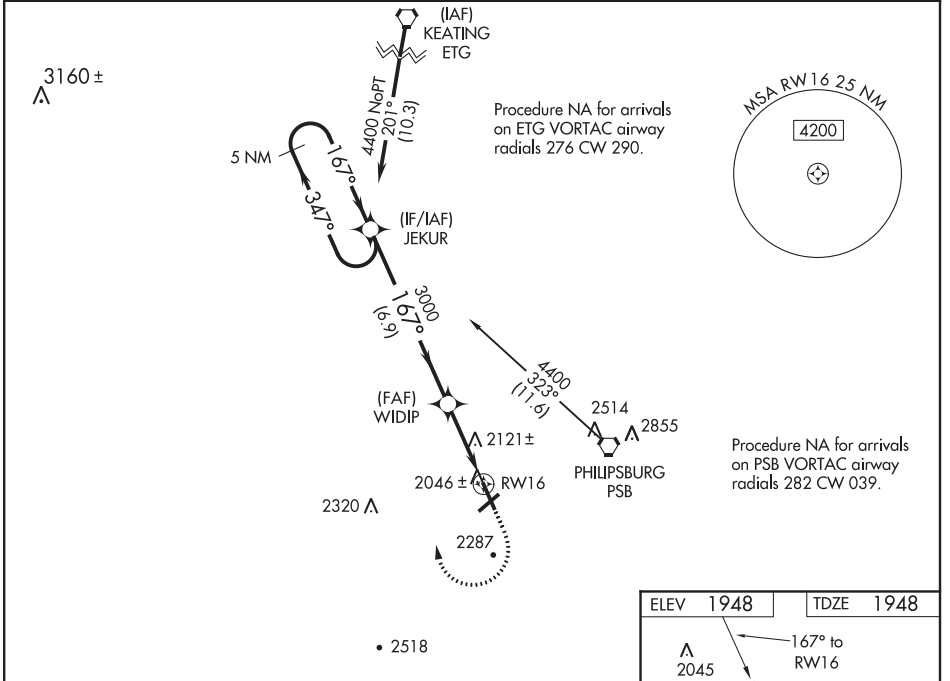 (IAF)
KEATING
ETG
3160 ±
4400 NoPT
201°
(10.3)
Procedure NA for arrivals
on ETG VORTAC airway
radials 276 CW 290.
MSA RW16 25 NM
4200
5 NM
167°
347°
(IF/IAF)
JEKUR
3000
167°
(6.9)
4400
323°
(11.6)
(FAF)
WIDIP
2514
2855
2121±
PHILIPSBURG
PSB
Procedure NA for arrivals
on PSB VORTAC airway
radials 282 CW 039.
2046 ±
RW16
2320
2287
2518
ELEV 1948
TDZE 1948
167° to
RW16
2045